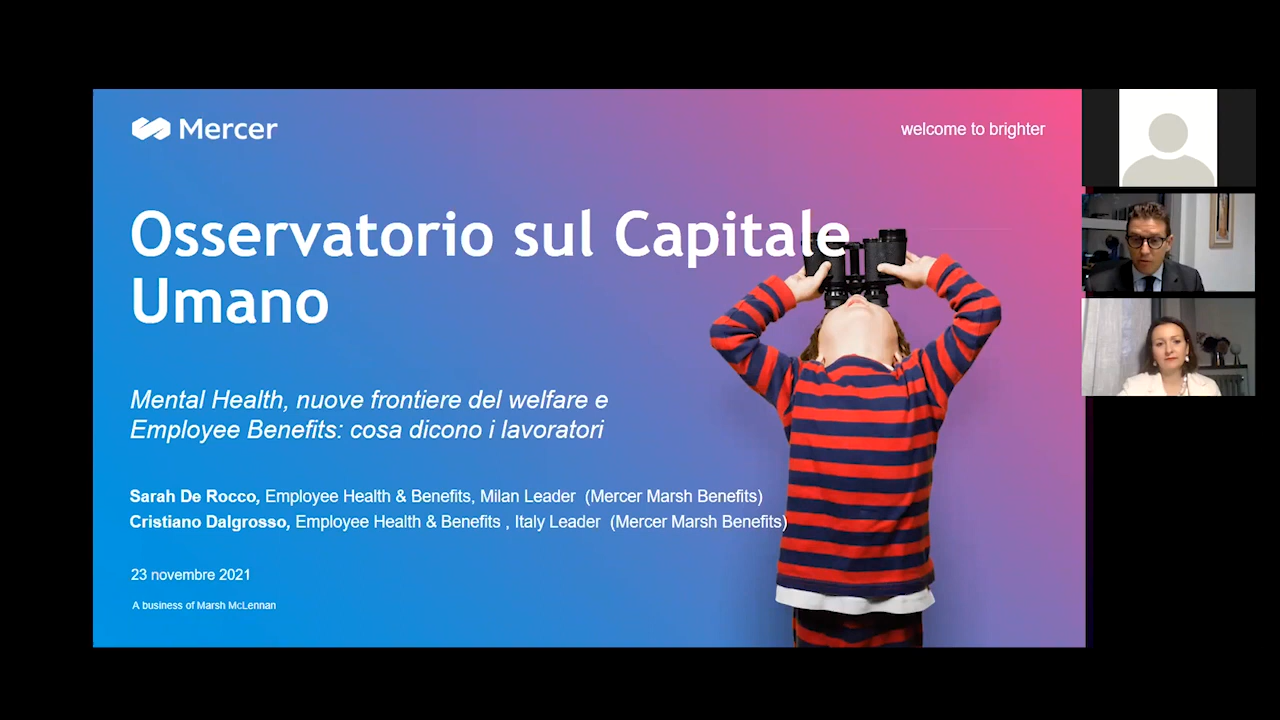 Mercer
welcome to brighter
Osservatorio sul Capitale
Umano
Mental Health, nuove frontiere del welfare e
Employee Benefits: cosa dicono i lavoratori
Sarah De Rocco, Employee Health & Benefits, Milan Leader (Mercer Marsh Benefits)
Cristiano Dalgrosso, Employee Health & Benefits , Italy Leader (Mercer Marsh Benefits)
23 novembre 2021
A business of Marsh McLennan